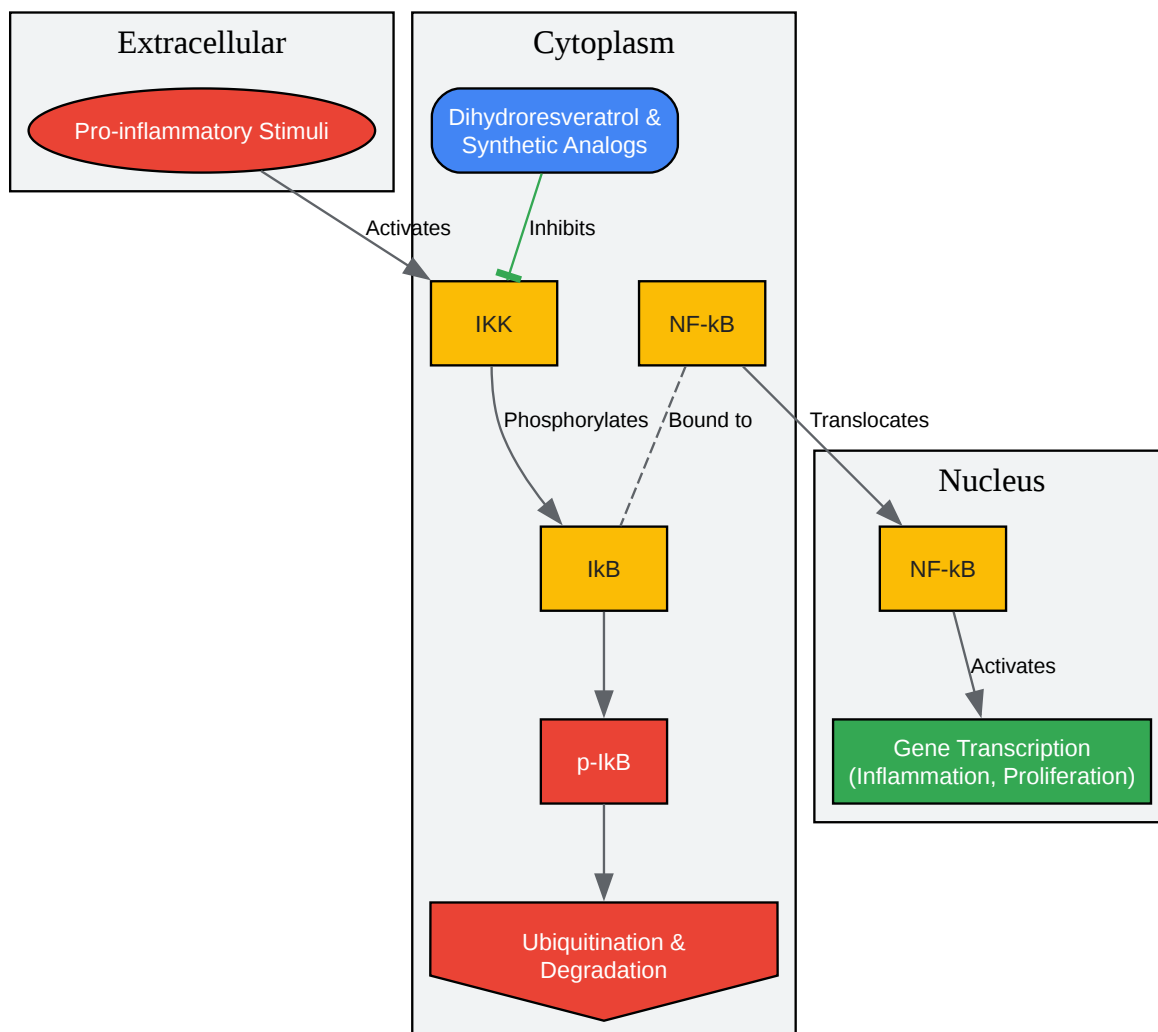 Extracellular
Cytoplasm
Pro-inflammatory Stimuli
Dihydroresveratrol &
Synthetic Analogs
Activates
Inhibits
IKK
NF-kB
Phosphorylates
Bound to
Translocates
Nucleus
IkB
NF-kB
Activates
p-IkB
Gene Transcription
(Inflammation, Proliferation)
Ubiquitination &
Degradation